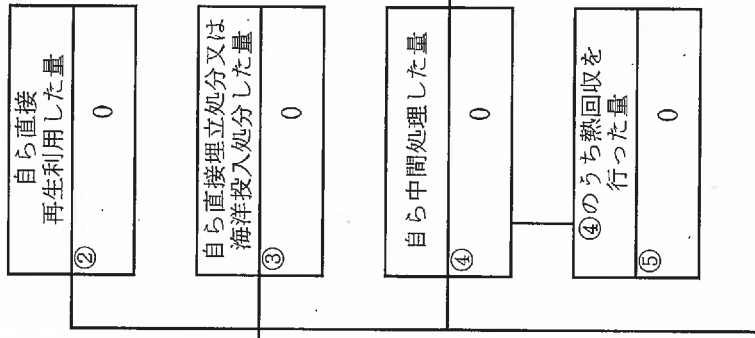 自ら直接
再生利用した量
②
0
自ら直接埋立処分又は
海洋投入処分した量
③
0
自ら中間処理した量
④
0
④のうち熱回収を
行った量
⑤
0